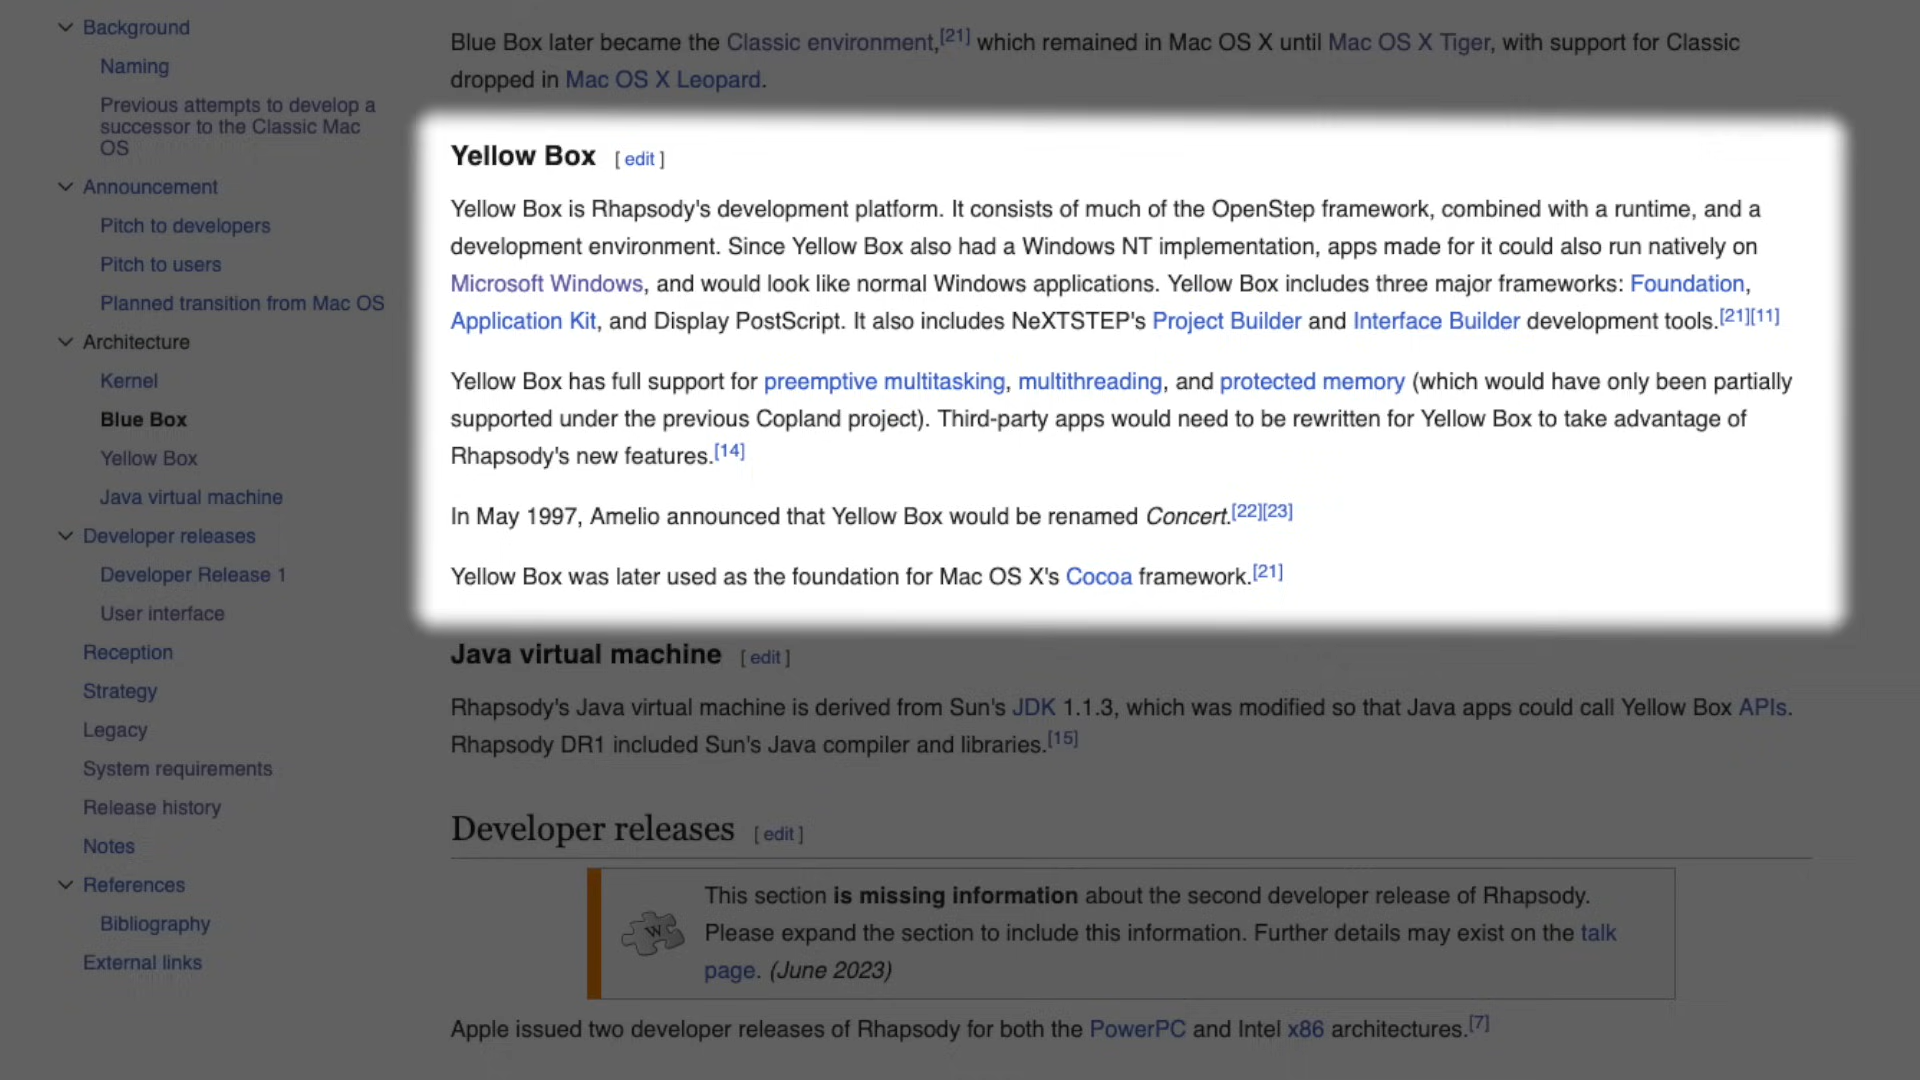 Background
Naming
Previous attempts to develop a
successor to the Classic Mac
OS
Announcement
Pitch to developers
Pitch to users
Planned transition from Mac OS
Architecture
Kernel
Blue Box
Yellow Box
Java virtual machine
Developer releases
Developer Release 1
User interface
Reception
Strategy
Legacy
System requirements
Release history
Notes
References
Bibliography
External links
Blue Box later became the Classic environment,[21] which remained in Mac OS X until Mac OS X Tiger, with support for Classic
dropped in Mac OS X Leopard.
Yellow Box [ edit ]
Yellow Box is Rhapsody's development platform. It consists of much of the OpenStep framework, combined with a runtime, and a
development environment. Since Yellow Box also had a Windows NT implementation, apps made for it could also run natively on
Microsoft Windows, and would look like normal Windows applications. Yellow Box includes three major frameworks: Foundation,
Application Kit, and Display PostScript. It also includes NeXTSTEP's Project Builder and Interface Builder development tools.[21][11]
Yellow Box has full support for preemptive multitasking, multithreading, and protected memory (which would have only been partially
supported under the previous Copland project). Third-party apps would need to be rewritten for Yellow Box to take advantage of
Rhapsody's new features.[14]
In May 1997, Amelio announced that Yellow Box would be renamed Concert.[22][23]
Yellow Box was later used as the foundation for Mac OS X's Cocoa framework.[21]
Java virtual machine [ edit ]
Rhapsody's Java virtual machine is derived from Sun's JDK 1.1.3, which was modified so that Java apps could call Yellow Box APIs.
Rhapsody DR1 included Sun's Java compiler and libraries.[15]
Developer releases [ edit ]
W
This section is missing information about the second developer release of Rhapsody.
Please expand the section to include this information. Further details may exist on the talk
page. (June 2023)
Apple issued two developer releases of Rhapsody for both the PowerPC and Intel x86 architectures.[7]